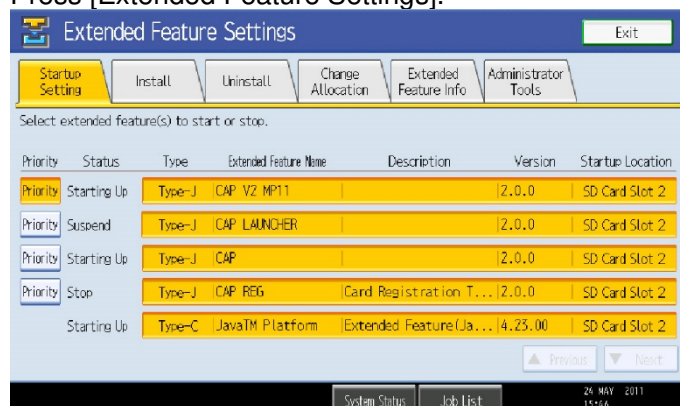 Press [Extended Feature Settings].
Extended Feature Settings Exit
Startup Setting Install Uninstall Change Allocation Extended Feature Info Administrator Tools
Select extended feature(s) to start or stop.
Priority Status Type Extended Feature Name Description Version Startup Location
Priority Starting Up Type-J CAP V2 MP11 2.0.0 SD Card Slot 2
Priority Suspend Type-J CAP LAUNCHER 2.0.0 SD Card Slot 2
Priority Starting Up Type-J CAP 2.0.0 SD Card Slot 2
Priority Stop Type-J CAP REG Card Registration T... 2.0.0 SD Card Slot 2
Starting Up Type-C JavaTM Platform Extended Feature(Ja... 4.23.00 SD Card Slot 2
▲ Previous ▼ Next
System Status Job List 24 MAY 2011